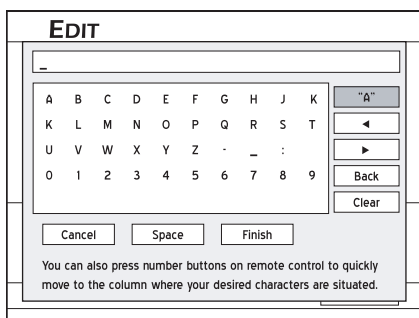 EDIT
_
A B C D E F G H J K "A"
K L M N O P Q R S T ◄
U V W X Y Z - _ : ►
0 1 2 3 4 5 6 7 8 9 Back
Clear
Cancel Space Finish
You can also press number buttons on remote control to quickly
move to the column where your desired characters are situated.